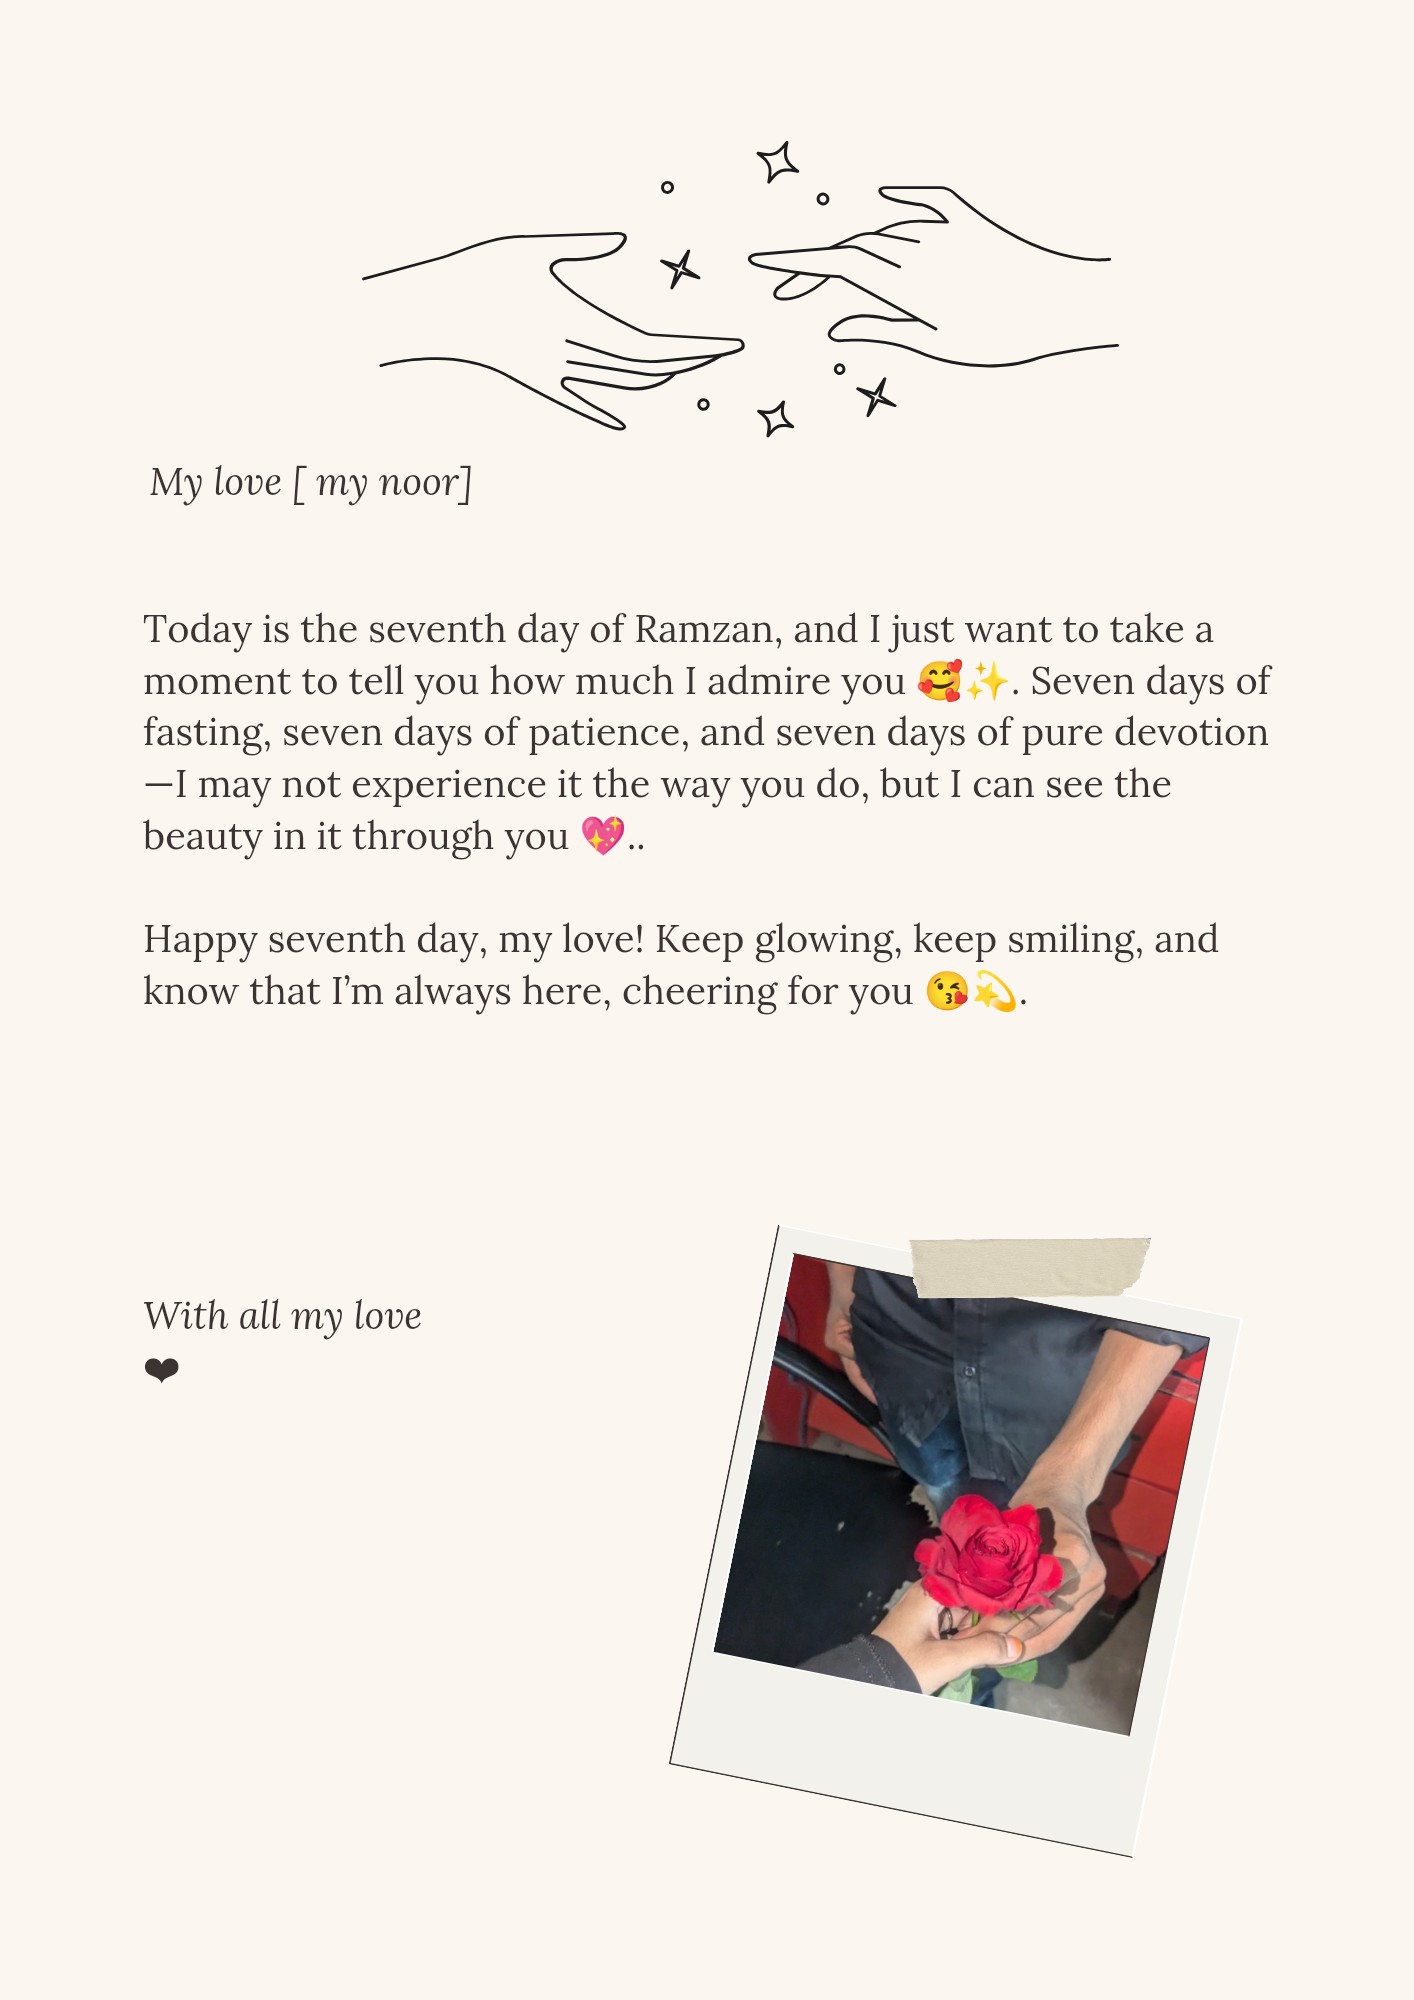 My love [ my noor]
Today is the seventh day of Ramzan, and I just want to take a
moment to tell you how much I admire you 🥰✨. Seven days of
fasting, seven days of patience, and seven days of pure devotion
—I may not experience it the way you do, but I can see the
beauty in it through you 💖..
Happy seventh day, my love! Keep glowing, keep smiling, and
know that I’m always here, cheering for you 😘💫.
With all my love
❤